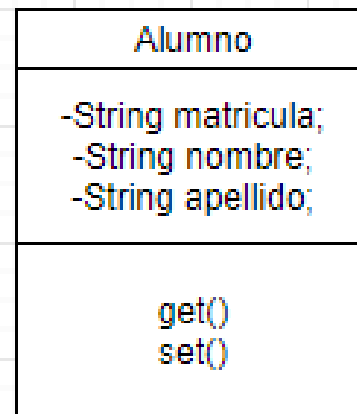 Alumno
-String matricula;
-String nombre;
-String apellido;
get()
set()